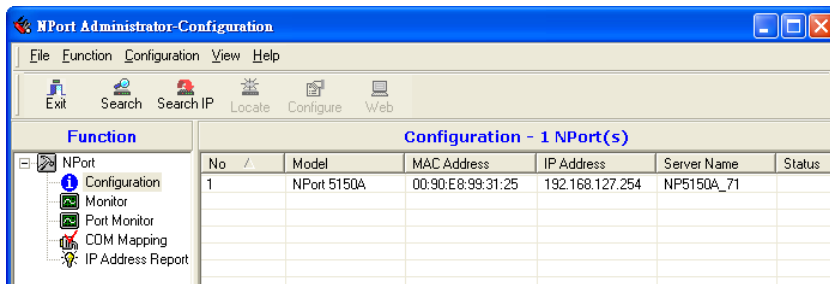 NPort Administrator-Configuration
File Function Configuration View Help
Exit Search Search IP Locate Configure Web
Function
Configuration - 1 NPort(s)
NPort
Configuration
Monitor
Port Monitor
COM Mapping
IP Address Report
No Model MAC Address IP Address Server Name Status
1 NPort 5150A 00:90:E8:99:31:25 192.168.127.254 NP5150A_71